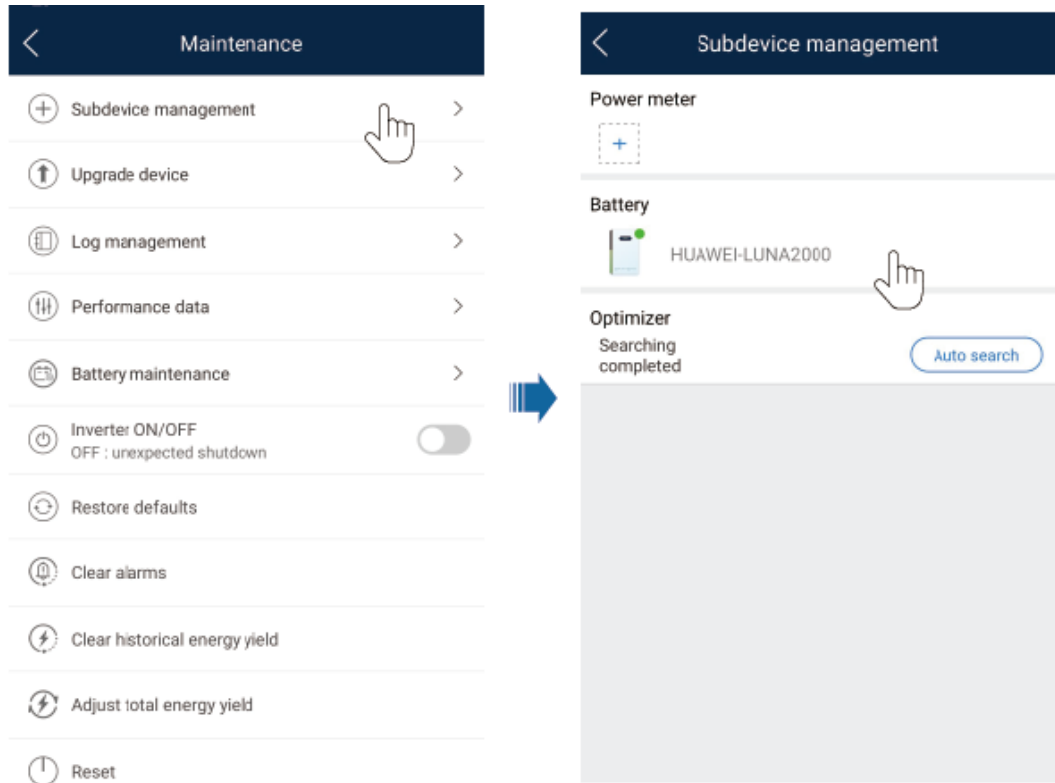 Maintenance
Subdevice management
Upgrade device
Log management
Performance data
Battery maintenance
Inverter ON/OFF
OFF : unexpected shutdown
Restore defaults
Clear alarms
Clear historical energy yield
Adjust total energy yield
Reset
Subdevice management
Power meter
+
Battery
HUAWEI-LUNA2000
Optimizer
Searching
completed
Auto search